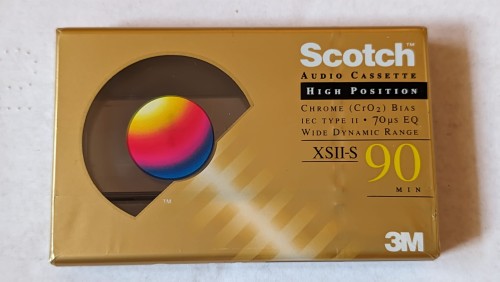 Scotch™
AUDIO CASSETTE
HIGH POSITION
CHROME (CrO₂) BIAS
IEC TYPE II • 70µs EQ
WIDE DYNAMIC RANGE
XSII-S 90
MIN
TM
3M